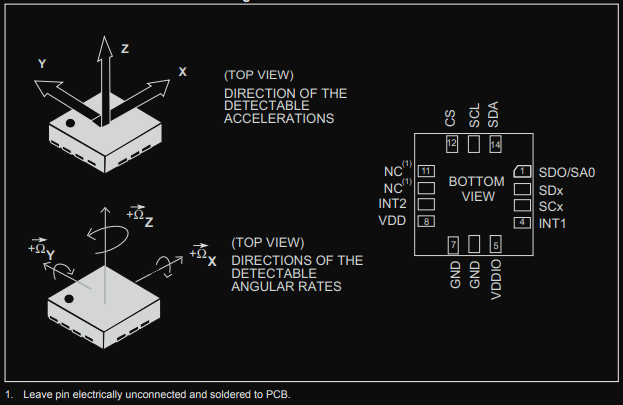 Z
Y
X
(TOP VIEW)
DIRECTION OF THE
DETECTABLE
ACCELERATIONS
+Ω Z
+Ω Y
+Ω X
(TOP VIEW)
DIRECTIONS OF THE
DETECTABLE
ANGULAR RATES
CS
SCL
SDA
12
14
NC(1)
11
1
SDO/SA0
NC(1)
SDx
BOTTOM
VIEW
INT2
SCx
VDD
8
4
INT1
7
5
GND
GND
VDDIO
1. Leave pin electrically unconnected and soldered to PCB.